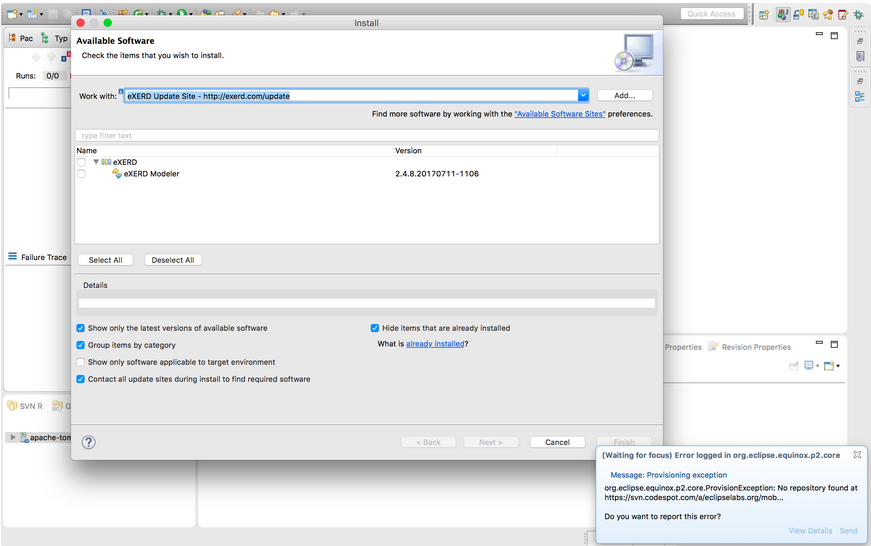 Install
Quick Access
Available Software
Check the items that you wish to install.
Pac
Typ
Runs: 0/0
Work with:
eXERD Update Site - http://exerd.com/update
Add...
Find more software by working with the "Available Software Sites" preferences.
type filter text
Name
Version
eXERD
eXERD Modeler
2.4.8.20170711-1106
Failure Trace
Select All
Deselect All
Details
Show only the latest versions of available software
Hide items that are already installed
Group items by category
What is already installed?
Show only software applicable to target environment
Contact all update sites during install to find required software
Properties
Revision Properties
SVN R
G
apache-tom
?
< Back
Next >
Cancel
Finish
(Waiting for focus) Error logged in org.eclipse.equinox.p2.core
Message: Provisioning exception
org.eclipse.equinox.p2.core.ProvisionException: No repository found at
https://svn.codespot.com/a/eclipselabs.org/mob...
Do you want to report this error?
View Details
Send